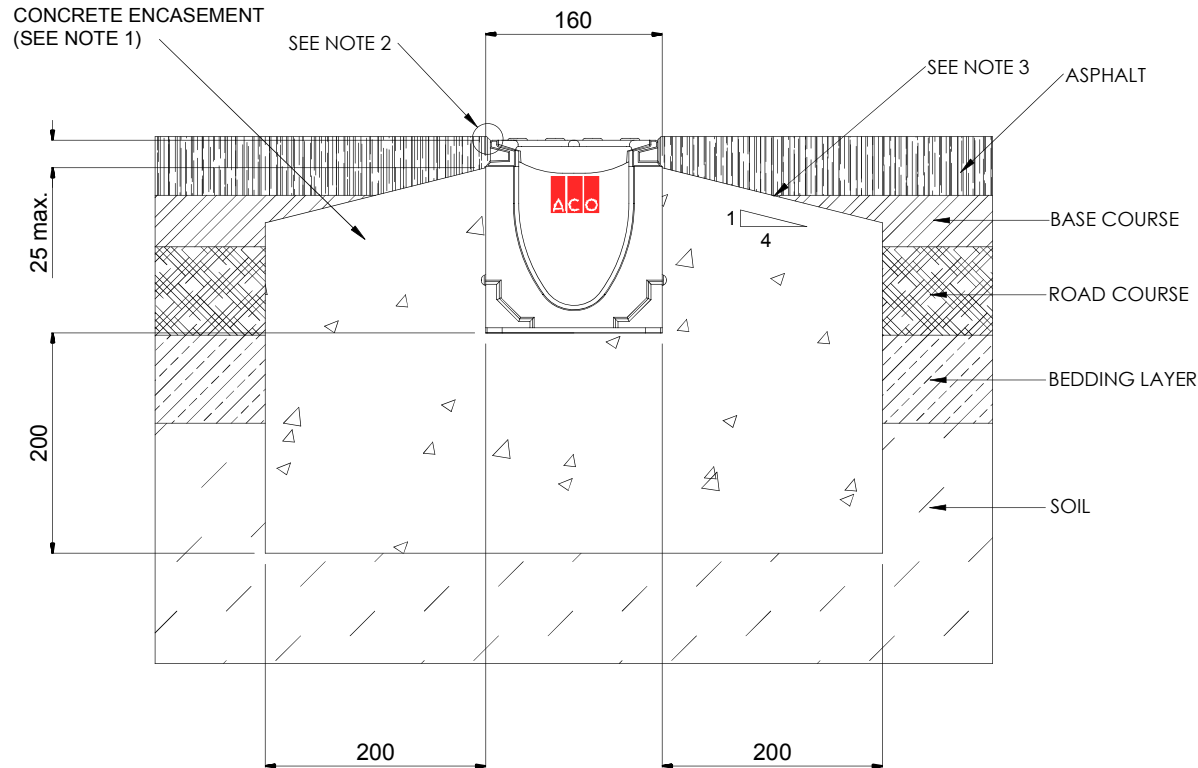 CONCRETE ENCASEMENT
(SEE NOTE 1)
SEE NOTE 2
160
SEE NOTE 3
ASPHALT
25 max.
ACO
1
4
BASE COURSE
ROAD COURSE
BEDDING LAYER
200
SOIL
200
200